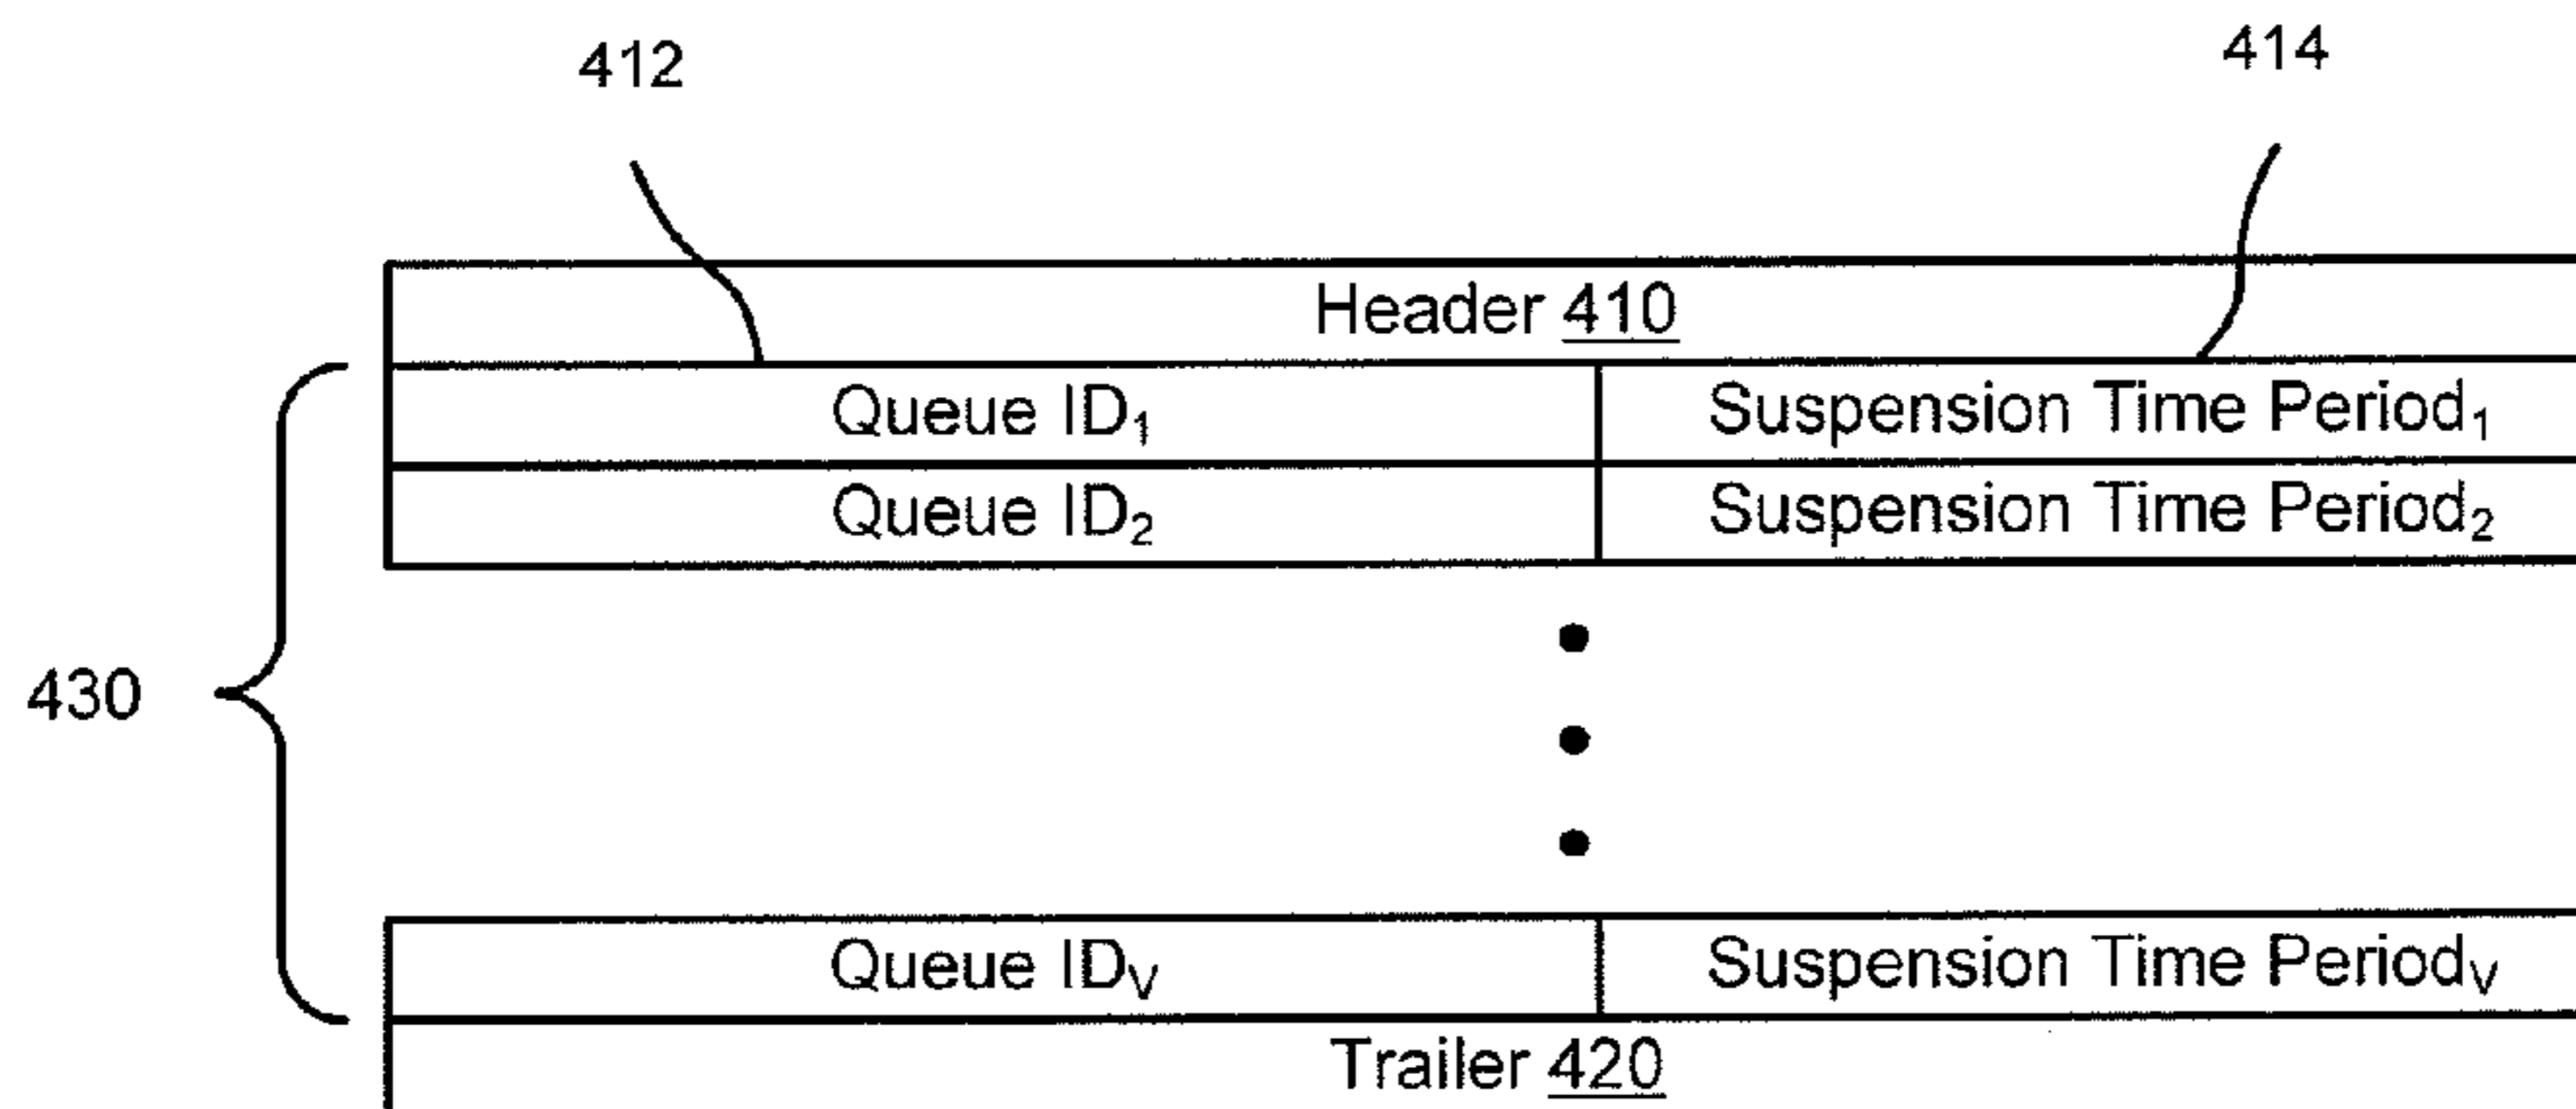 412
414
Header 410
Queue ID₁ Suspension Time Period₁
Queue ID₂ Suspension Time Period₂
430
Queue IDV Suspension Time PeriodV
Trailer 420